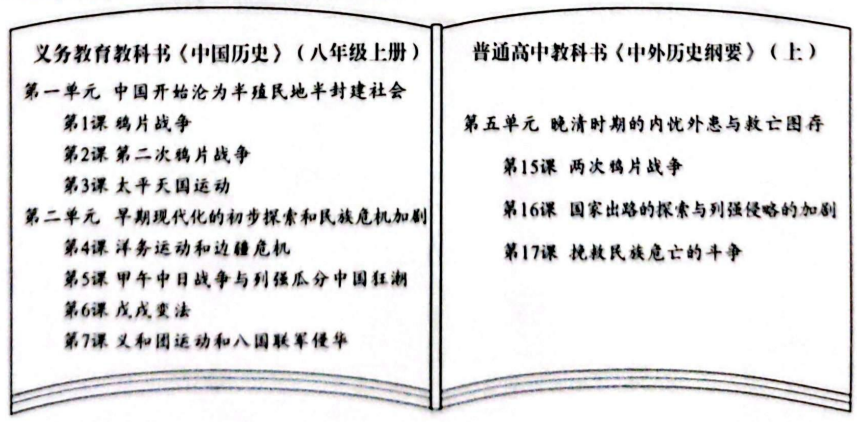 义务教育教科书《中国历史》(八年级上册)
第一单元 中国开始沦为半殖民地半封建社会
第1课 鸦片战争
第2课 第二次鸦片战争
第3课 太平天国运动
第二单元 早期现代化的初步探索和民族危机加剧
第4课 洋务运动和边疆危机
第5课 甲午中日战争与列强瓜分中国狂潮
第6课 戊戌变法
第7课 义和团运动和八国联军侵华
普通高中教科书《中外历史纲要》(上)
第五单元 晚清时期的内忧外患与救亡图存
第15课 两次鸦片战争
第16课 国家出路的探索与列强侵略的加剧
第17课 挽救民族危亡的斗争